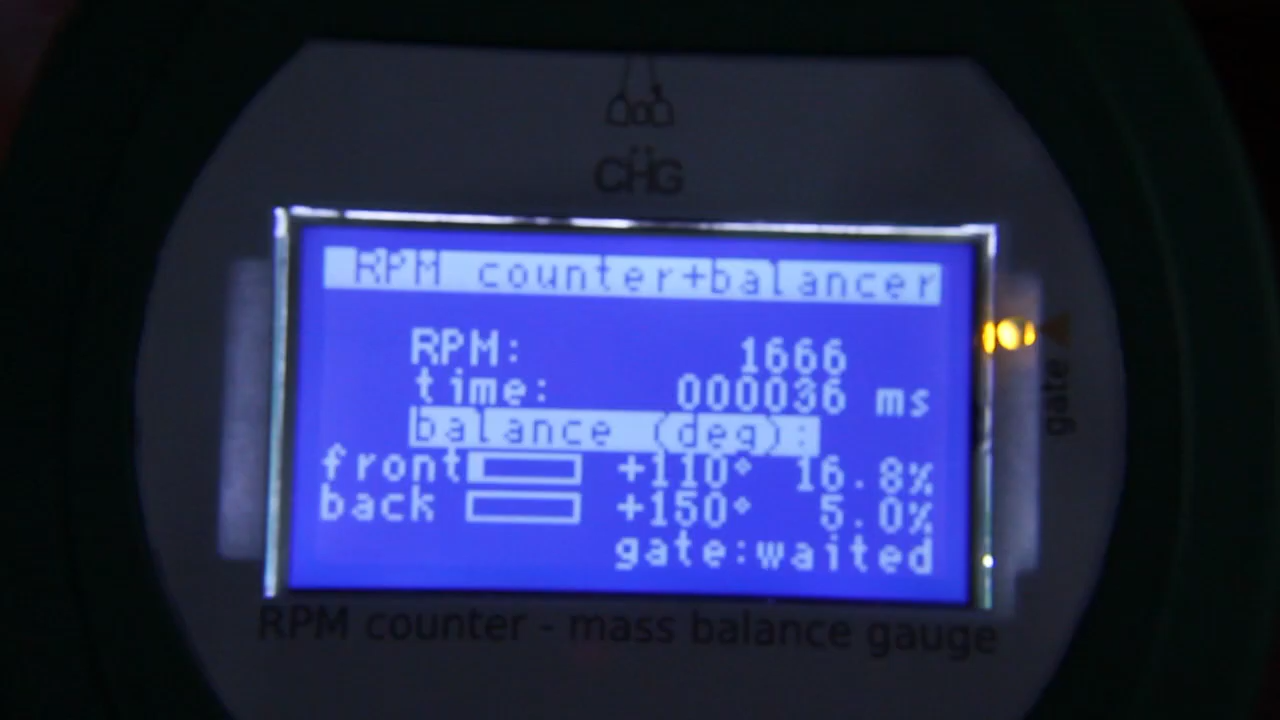 CḦG
RPM counter+balancer
RPM: 1666
time: 000036 ms
balance (deg):
front +110° 16.8%
back +150° 5.0%
gate:waited
gate
RPM counter - mass balance gauge